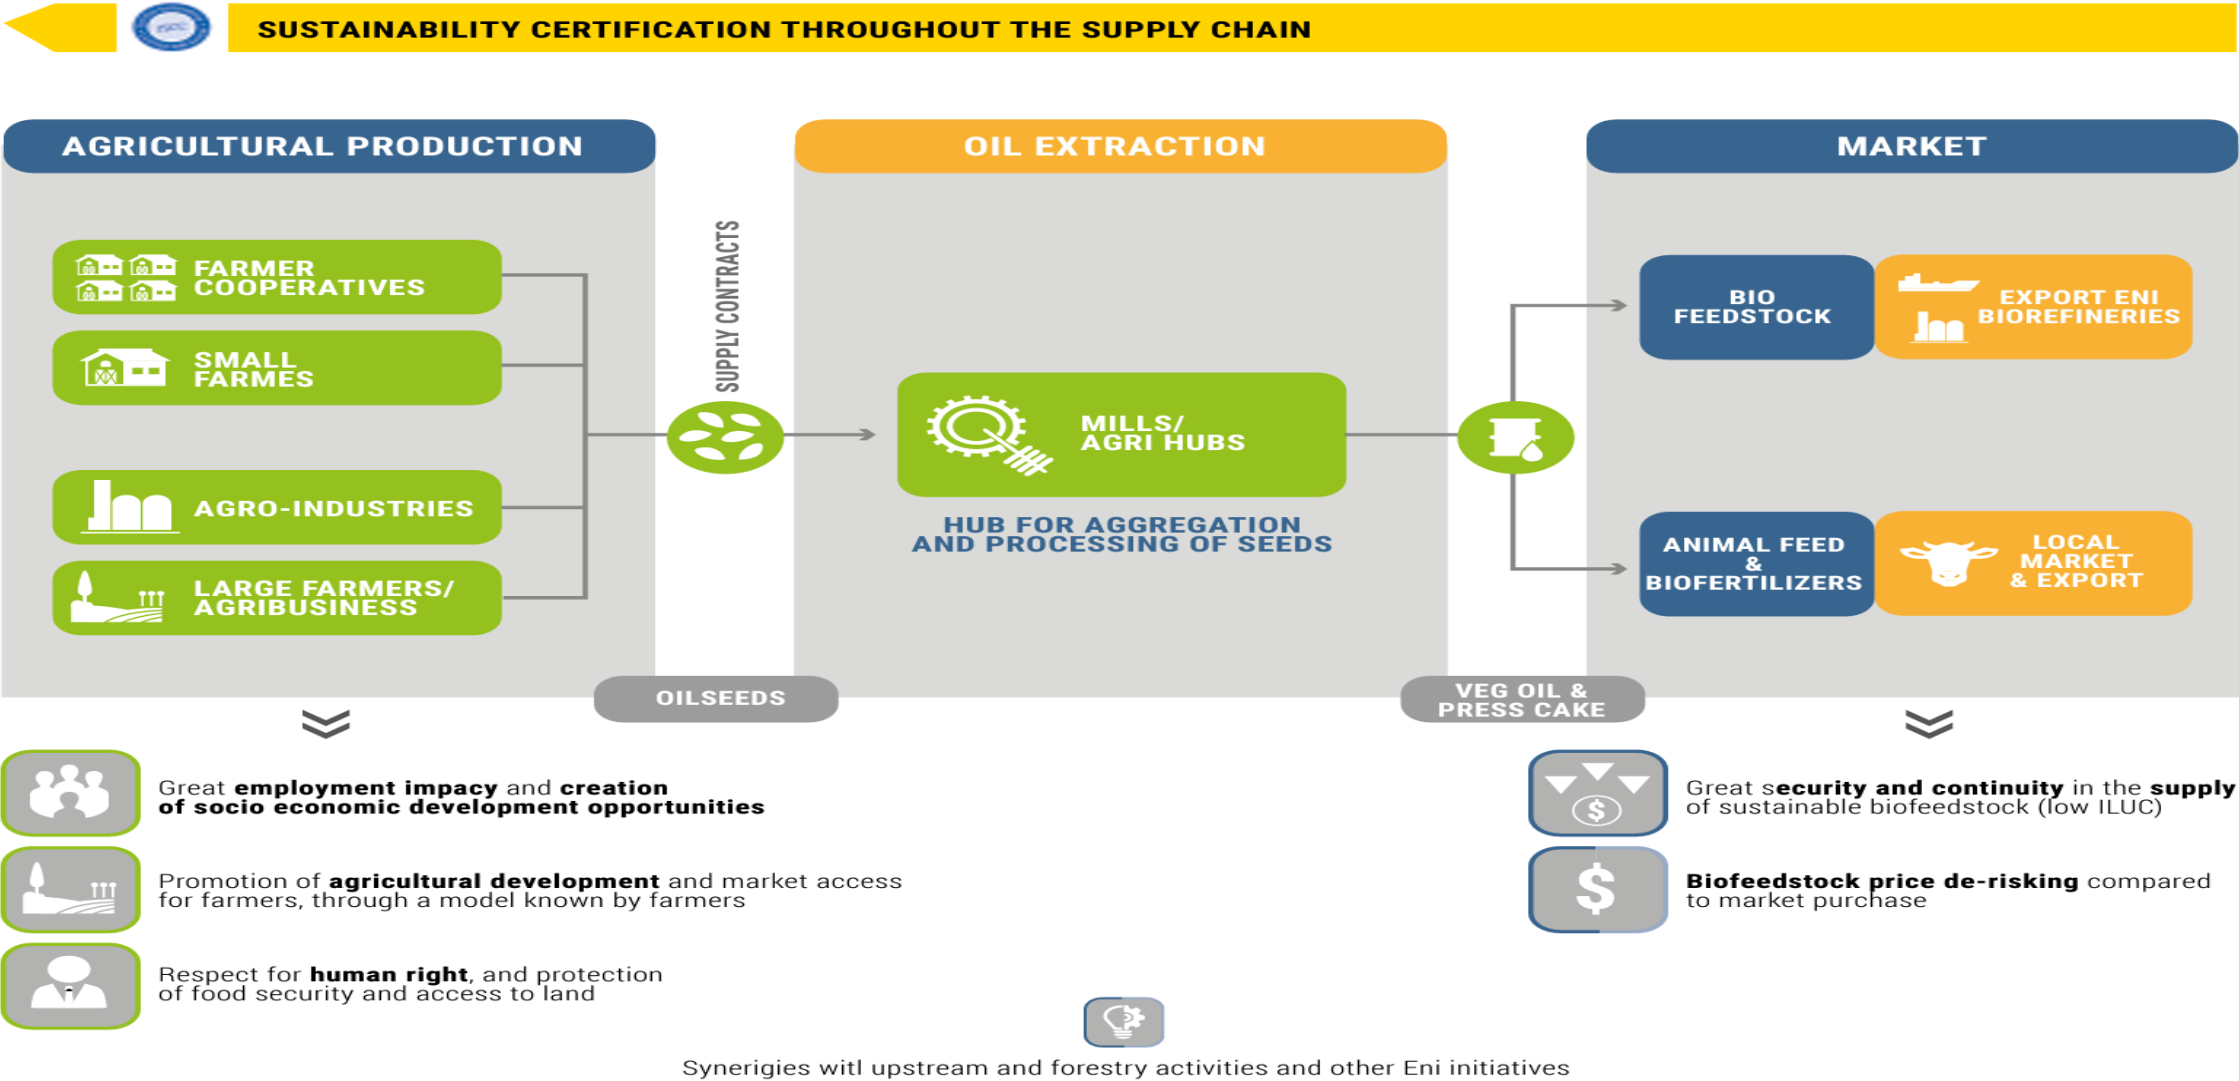 SUSTAINABILITY CERTIFICATION THROUGHOUT THE SUPPLY CHAIN
AGRICULTURAL PRODUCTION
FARMER
COOPERATIVES
SMALL
FARMES
AGRO-INDUSTRIES
LARGE FARMERS/
AGRIBUSINESS
SUPPLY CONTRACTS
OILSEEDS
OIL EXTRACTION
MILLS/
AGRI HUBS
HUB FOR AGGREGATION
AND PROCESSING OF SEEDS
VEG OIL &
PRESS CAKE
MARKET
BIO
FEEDSTOCK
EXPORT ENI
BIOREFINERIES
ANIMAL FEED
&
BIOFERTILIZERS
LOCAL
MARKET
& EXPORT
Great employment impacy and creation
of socio economic development opportunities
Promotion of agricultural development and market access
for farmers, through a model known by farmers
Respect for human right, and protection
of food security and access to land
Great security and continuity in the supply
of sustainable biofeedstock (low ILUC)
$
Biofeedstock price de-risking compared
to market purchase
$
Synerigies witl upstream and forestry activities and other Eni initiatives